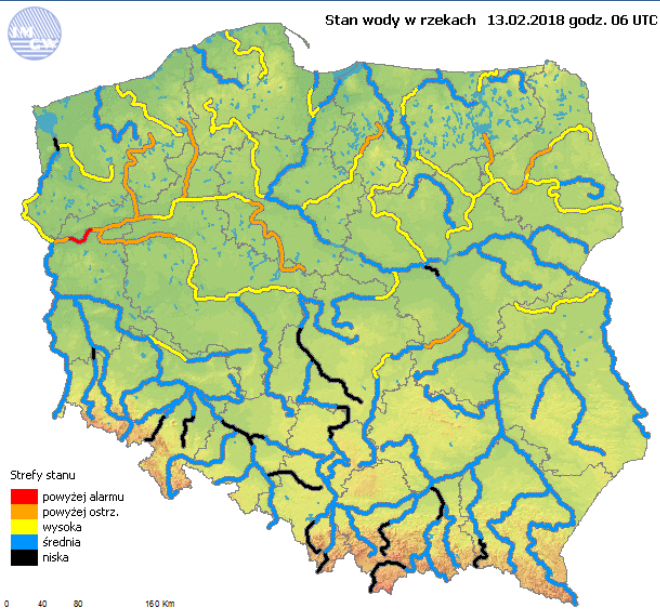 Stan wody w rzekach 13.02.2018 godz. 06 UTC
IMGW
Strefy stanu
powyżej alarmu
powyżej ostrz.
wysoka
średnia
niska
0 40 80 160 Km